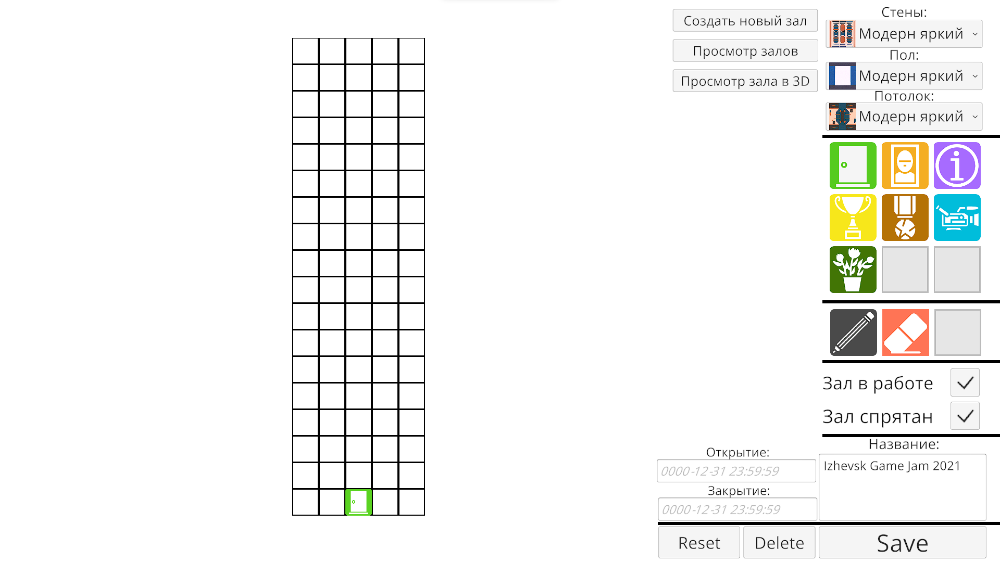 Создать новый зал
Просмотр залов
Просмотр зала в 3D
Стены:
Модерн яркий
Пол:
Модерн яркий
Потолок:
Модерн яркий
Зал в работе
Зал спрятан
Открытие:
0000-12-31 23:59:59
Закрытие:
0000-12-31 23:59:59
Название:
Izhevsk Game Jam 2021
Reset
Delete
Save